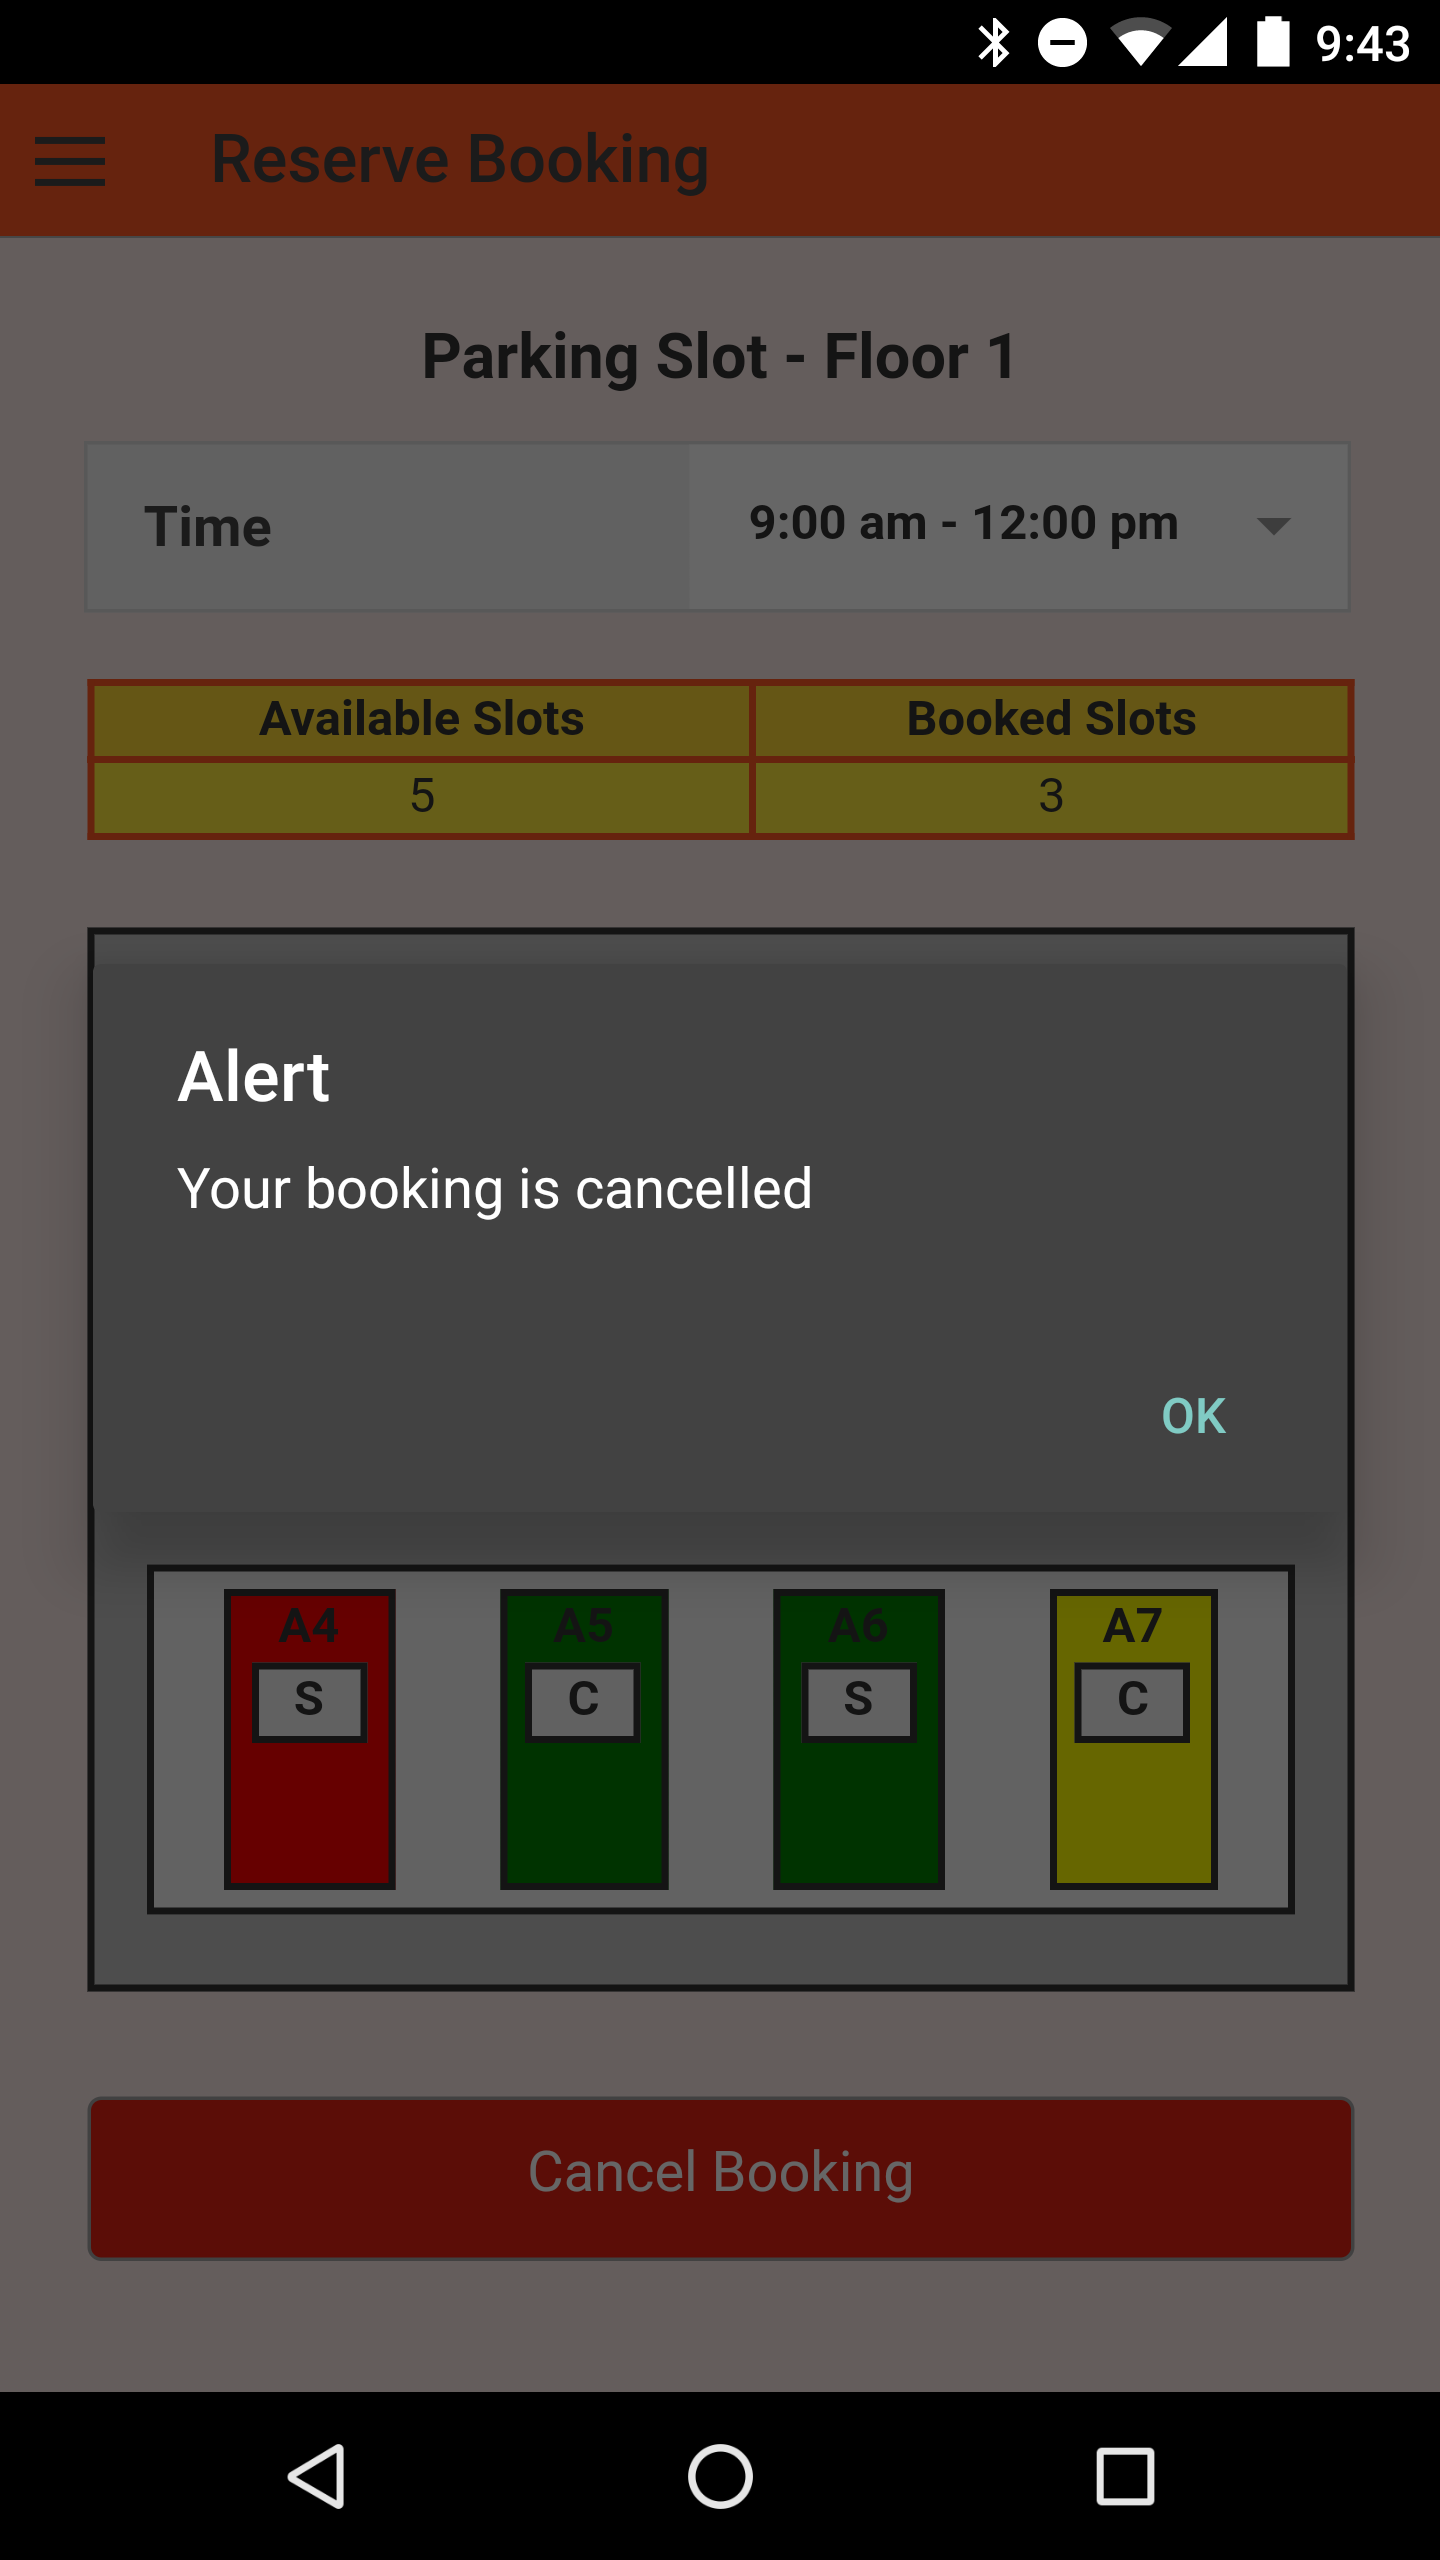 9:43
Reserve Booking
Parking Slot - Floor 1
Time 9:00 am - 12:00 pm
Available Slots Booked Slots
5 3
Alert
Your booking is cancelled
OK
A4 A5 A6 A7
S C S C
Cancel Booking